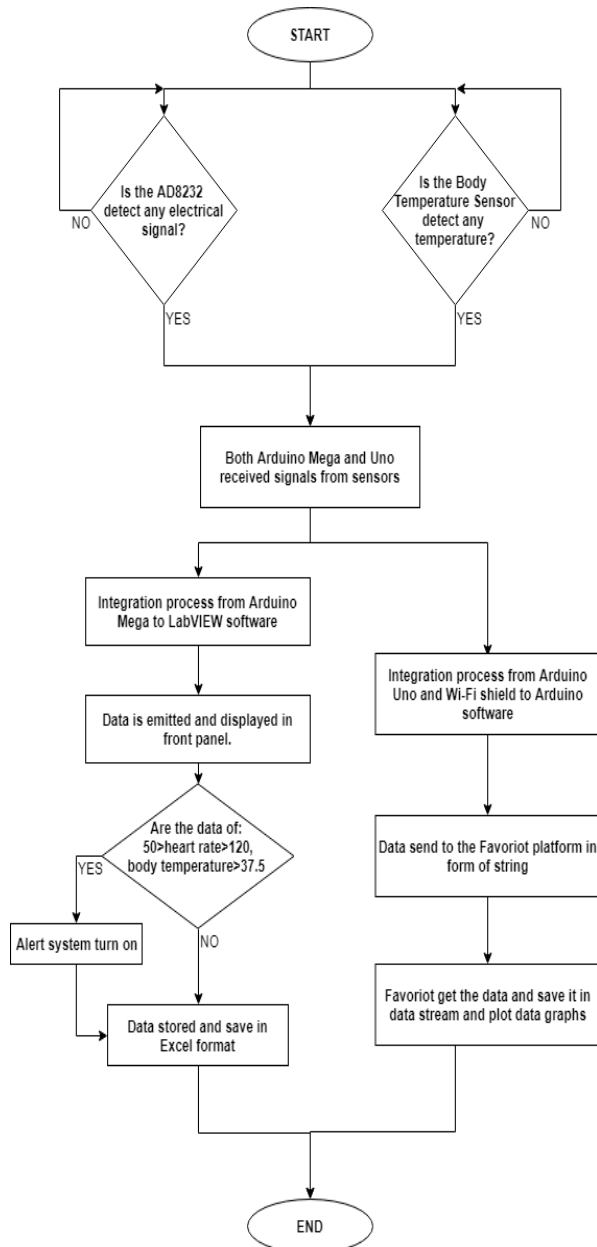 START
Is the AD8232
detect any electrical
signal?
NO
YES
Is the Body
Temperature Sensor
detect any
temperature?
NO
YES
Both Arduino Mega and Uno
received signals from sensors
Integration process from Arduino
Mega to LabVIEW software
Data is emitted and displayed in
front panel.
Are the data of:
50>heart rate>120,
body temperature>37.5
YES
NO
Alert system turn on
Data stored and save in
Excel format
Integration process from Arduino
Uno and Wi-Fi shield to Arduino
software
Data send to the Favoriot platform in
form of string
Favoriot get the data and save it in
data stream and plot data graphs
END